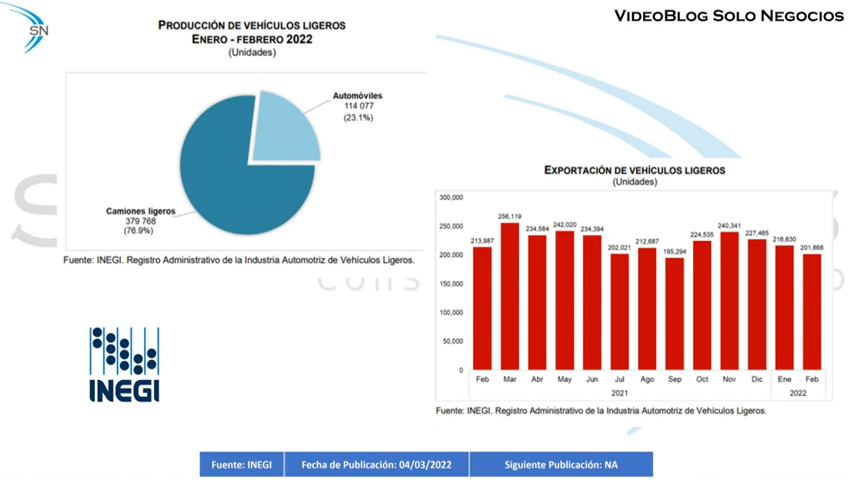 SN
VIDEOBLOG SOLO NEGOCIOS
PRODUCCIÓN DE VEHÍCULOS LIGEROS
ENERO - FEBRERO 2022
(Unidades)
Automóviles
114 077
(23.1%)
Camiones ligeros
379 768
(76.9%)
Fuente: INEGI. Registro Administrativo de la Industria Automotriz de Vehículos Ligeros.
INEGI
EXPORTACIÓN DE VEHÍCULOS LIGEROS
(Unidades)
300,000
250,000
200,000
150,000
100,000
50,000
0
213,987 256,119 234,584 242,020 234,394 202,021 212,687 195,294 224,535 240,341 227,465 216,630 201,868
Feb Mar Abr May Jun Jul Ago Sep Oct Nov Dic Ene Feb
2021 2022
Fuente: INEGI. Registro Administrativo de la Industria Automotriz de Vehículos Ligeros.
Fuente: INEGI Fecha de Publicación: 04/03/2022 Siguiente Publicación: NA